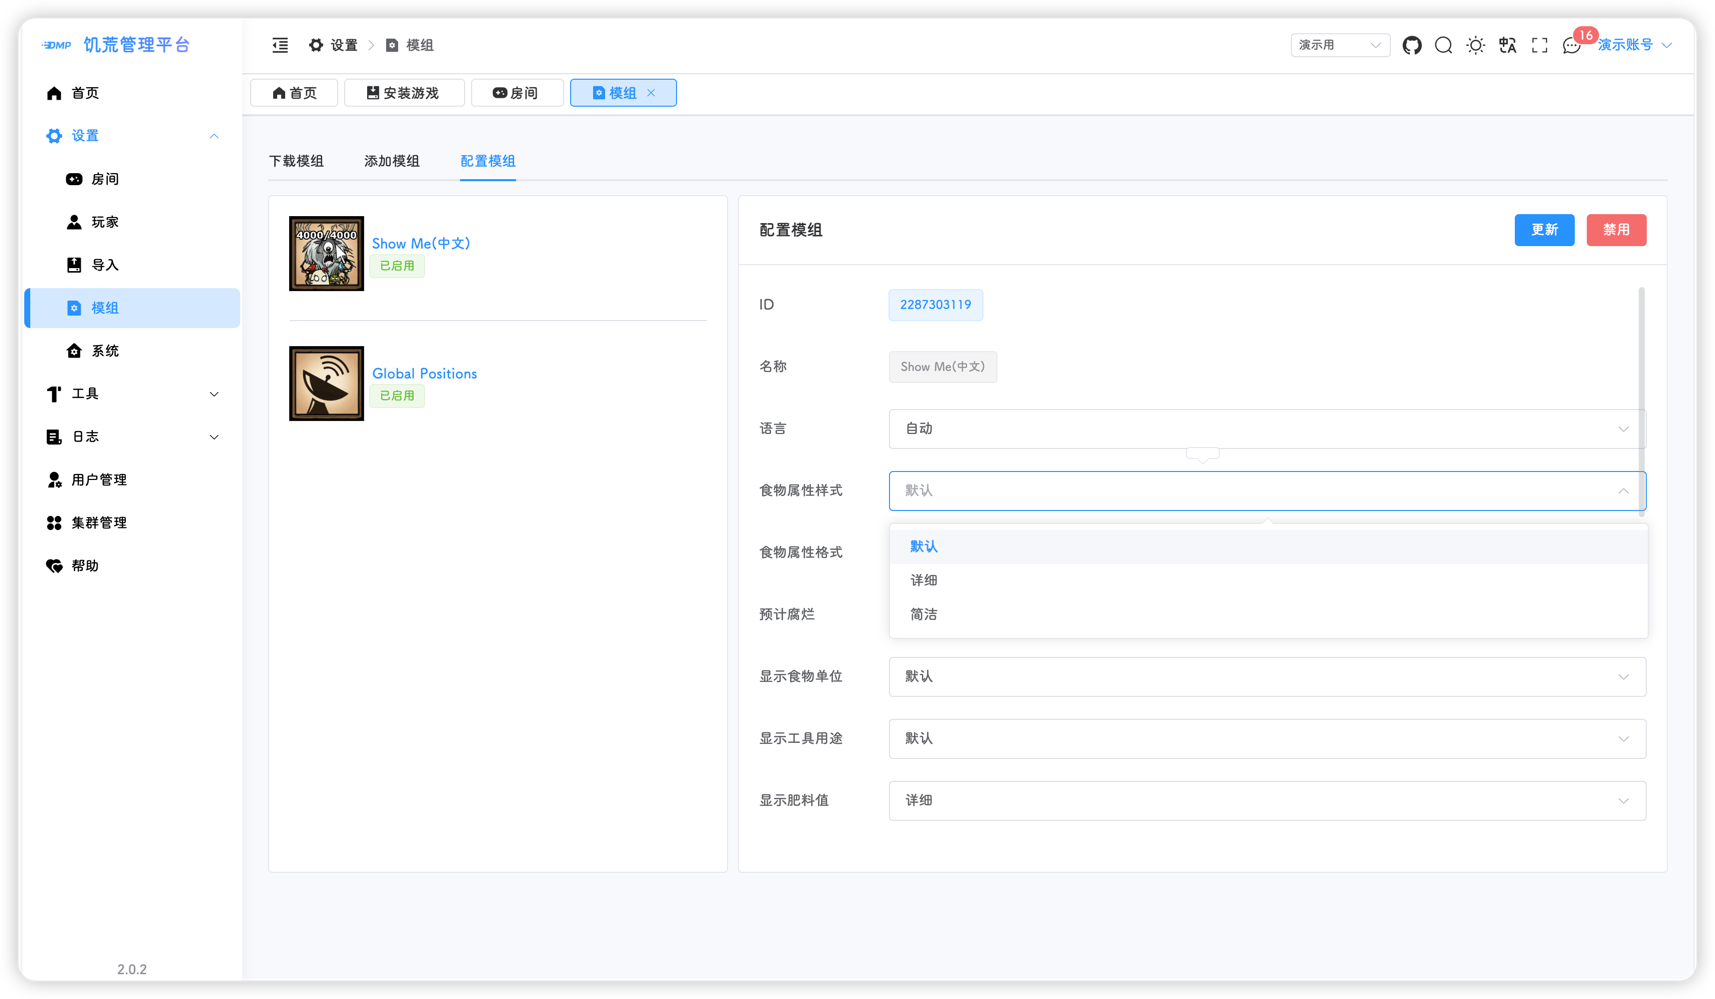 DMP 饥荒管理平台
首页
设置
房间
玩家
导入
模组
系统
工具
日志
用户管理
集群管理
帮助
2.0.2
设置 模组
演示用
16
演示账号
首页
安装游戏
房间
模组
下载模组
添加模组
配置模组
4000/4000
Show Me(中文)
已启用
Global Positions
已启用
配置模组
更新
禁用
ID
2287303119
名称
Show Me(中文)
语言
自动
食物属性样式
默认
默认
详细
简洁
食物属性格式
预计腐烂
显示食物单位
默认
显示工具用途
默认
显示肥料值
详细